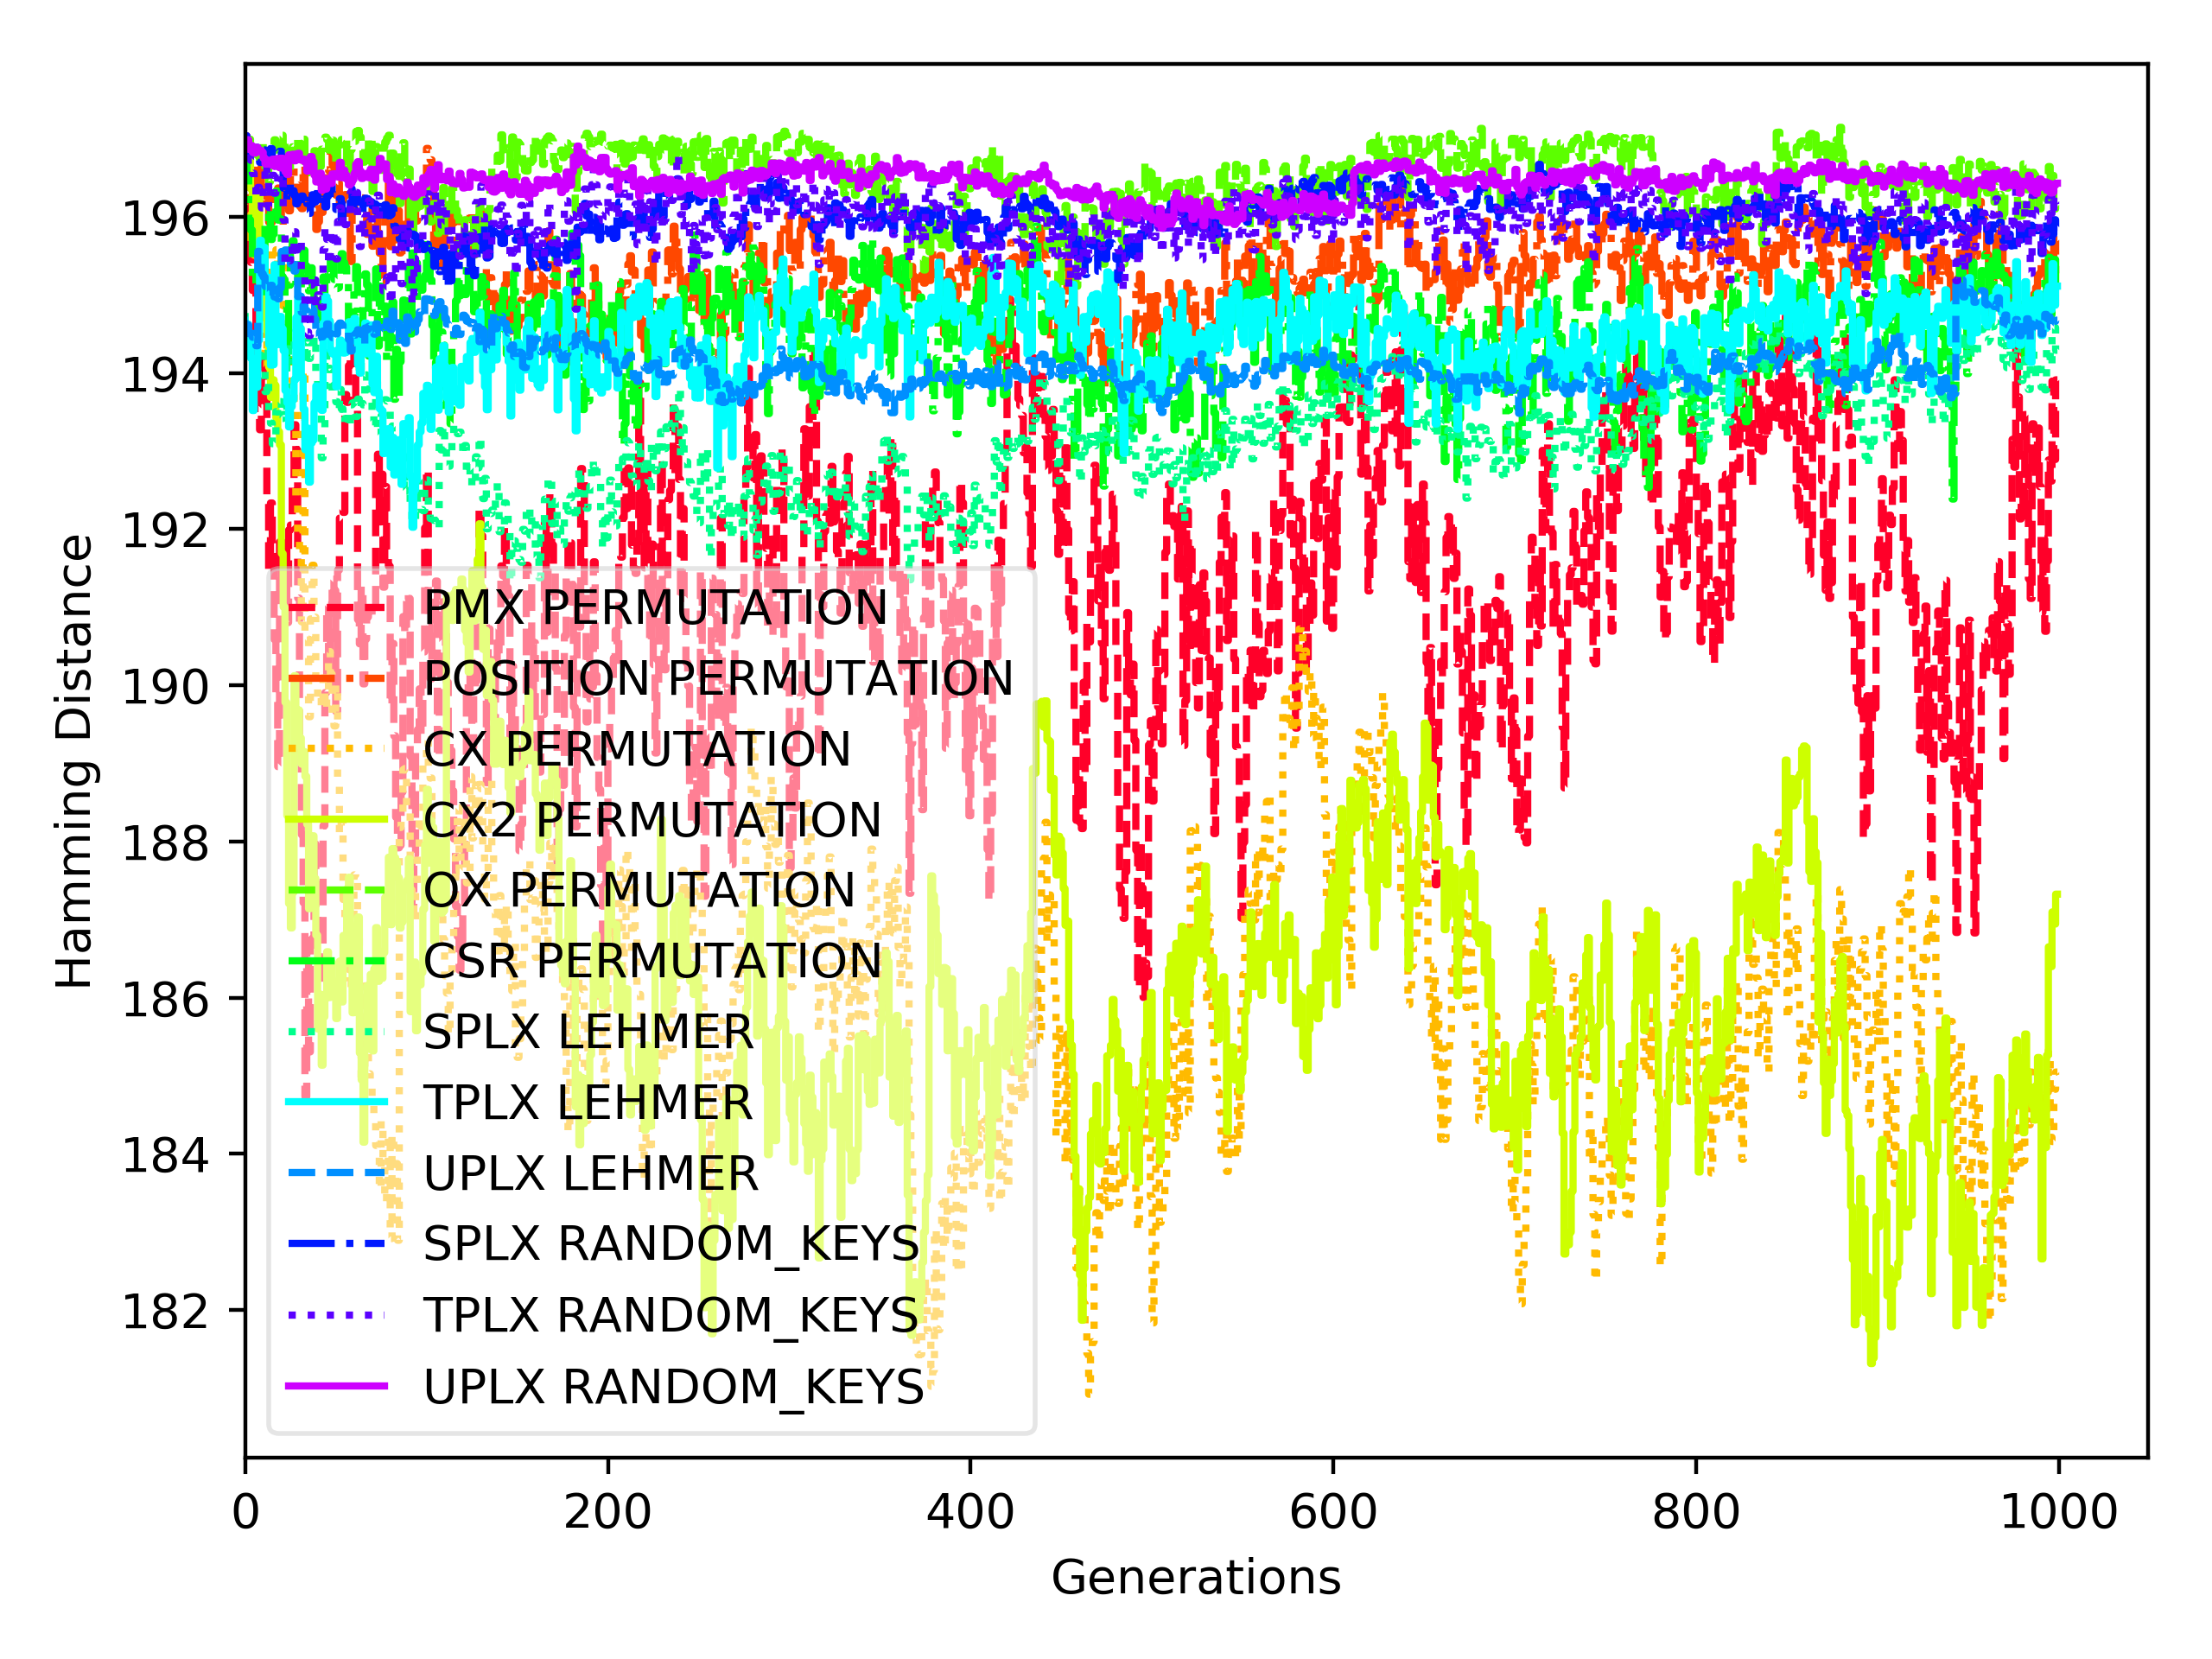 196
194
192
190
188
186
184
182
Hamming Distance
PMX PERMUTATION
POSITION PERMUTATION
CX PERMUTATION
CX2 PERMUTATION
OX PERMUTATION
CSR PERMUTATION
SPLX LEHMER
TPLX LEHMER
UPLX LEHMER
SPLX RANDOM_KEYS
TPLX RANDOM_KEYS
UPLX RANDOM_KEYS
0 200 400 600 800 1000
Generations